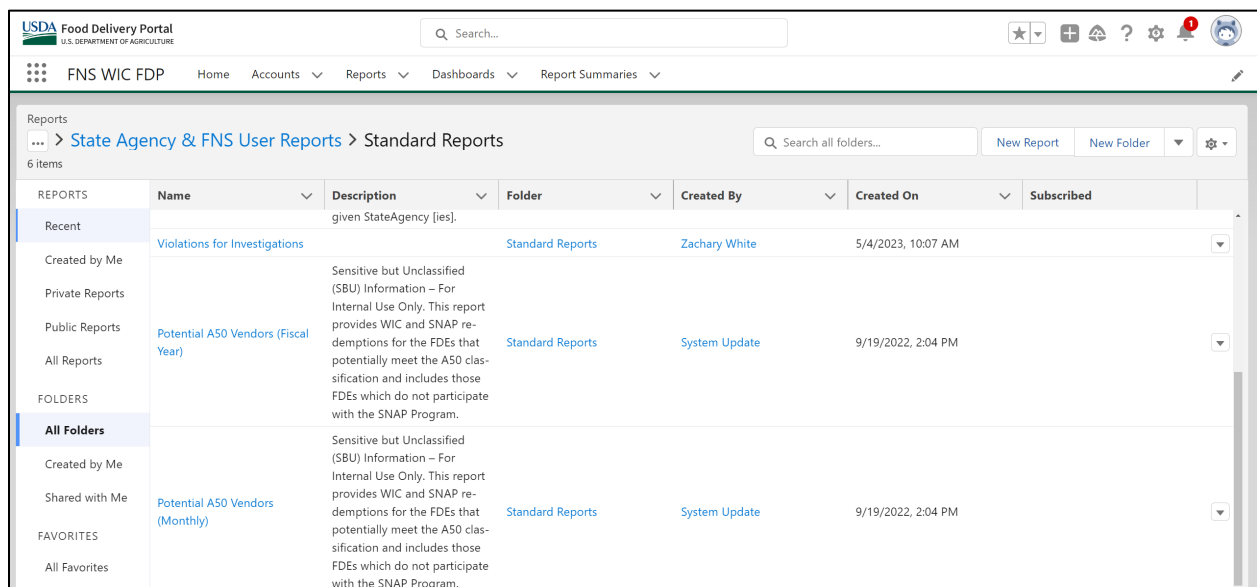 USDA Food Delivery Portal
U.S. DEPARTMENT OF AGRICULTURE
Search...
1
FNS WIC FDP Home Accounts Reports Dashboards Report Summaries
Reports
... > State Agency & FNS User Reports > Standard Reports
6 items
Search all folders...
New Report
New Folder
REPORTS
Recent
Created by Me
Private Reports
Public Reports
All Reports
FOLDERS
All Folders
Created by Me
Shared with Me
FAVORITES
All Favorites
Name Description Folder Created By Created On Subscribed
given StateAgency [ies].
Violations for Investigations Standard Reports Zachary White 5/4/2023, 10:07 AM
Potential A50 Vendors (Fiscal
Year)
Sensitive but Unclassified
(SBU) Information – For
Internal Use Only. This report
provides WIC and SNAP re-
demptions for the FDEs that
potentially meet the A50 clas-
sification and includes those
FDEs which do not participate
with the SNAP Program.
Standard Reports System Update 9/19/2022, 2:04 PM
Potential A50 Vendors
(Monthly)
Sensitive but Unclassified
(SBU) Information – For
Internal Use Only. This report
provides WIC and SNAP re-
demptions for the FDEs that
potentially meet the A50 clas-
sification and includes those
FDEs which do not participate
with the SNAP Program.
Standard Reports System Update 9/19/2022, 2:04 PM